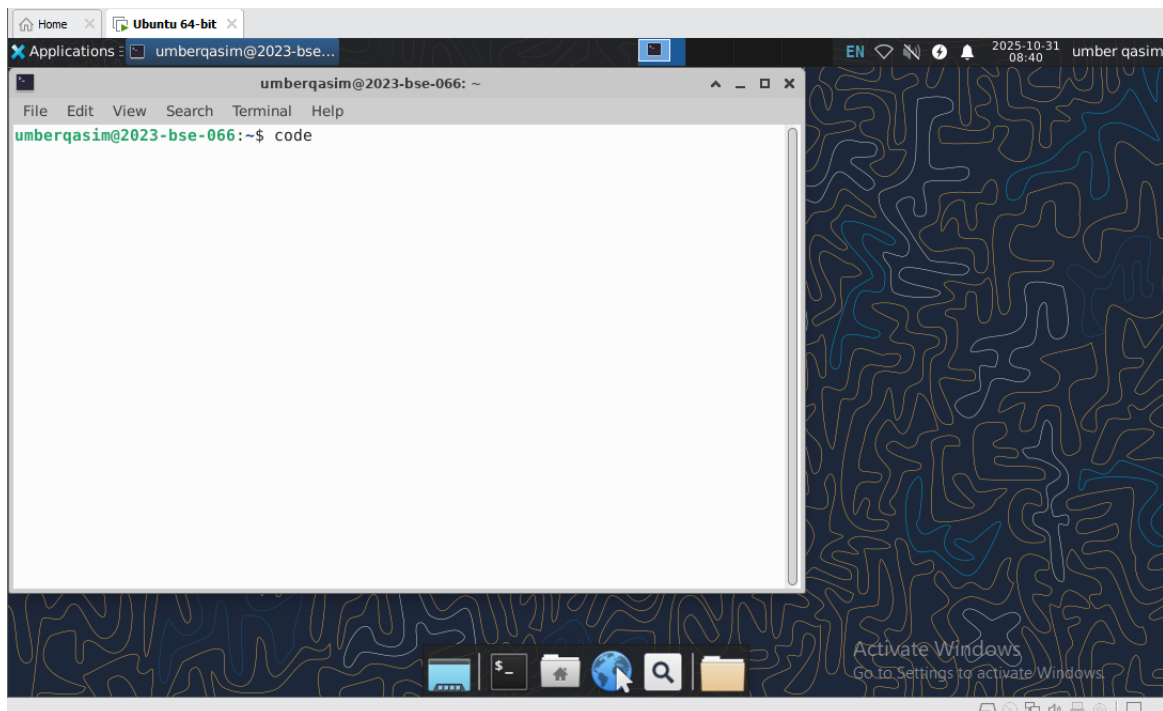 Home
Ubuntu 64-bit
Applications
umberqasim@2023-bse...
EN
2025-10-31
08:40
umber qasim
umberqasim@2023-bse-066: ~
File Edit View Search Terminal Help
umberqasim@2023-bse-066:~$ code
$_
Activate Windows
Go to Settings to activate Windows.